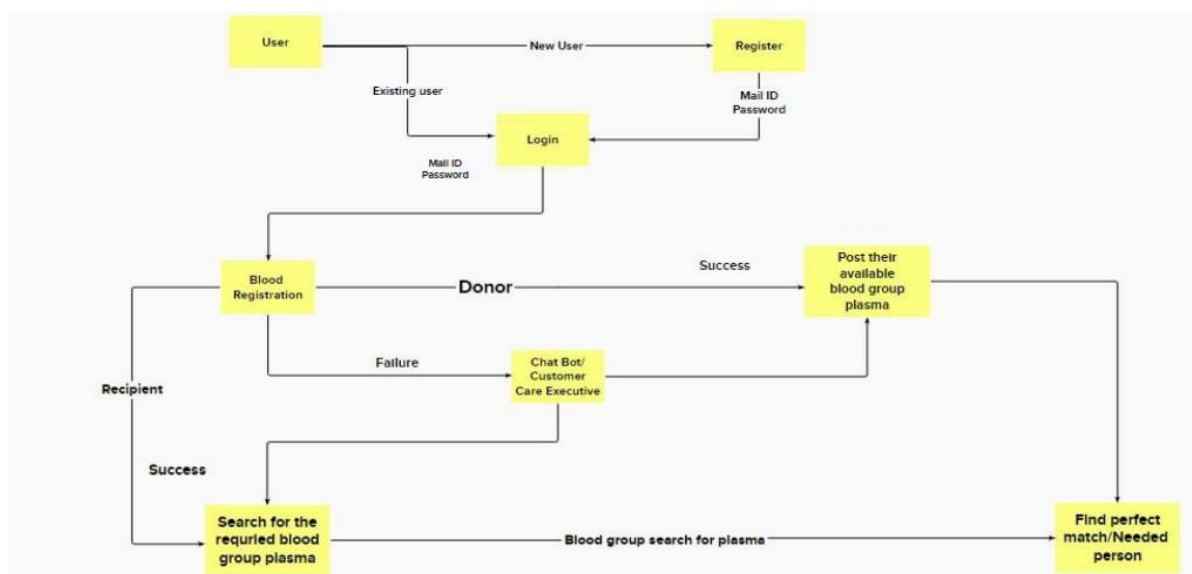 User
New User
Register
Existing user
Mail ID
Password
Login
Mail ID
Password
Blood
Registration
Donor
Success
Post their
available
blood group
plasma
Failure
Chat Bot/
Customer
Care Executive
Recipient
Success
Search for the
requried blood
group plasma
Blood group search for plasma
Find perfect
match/Needed
person